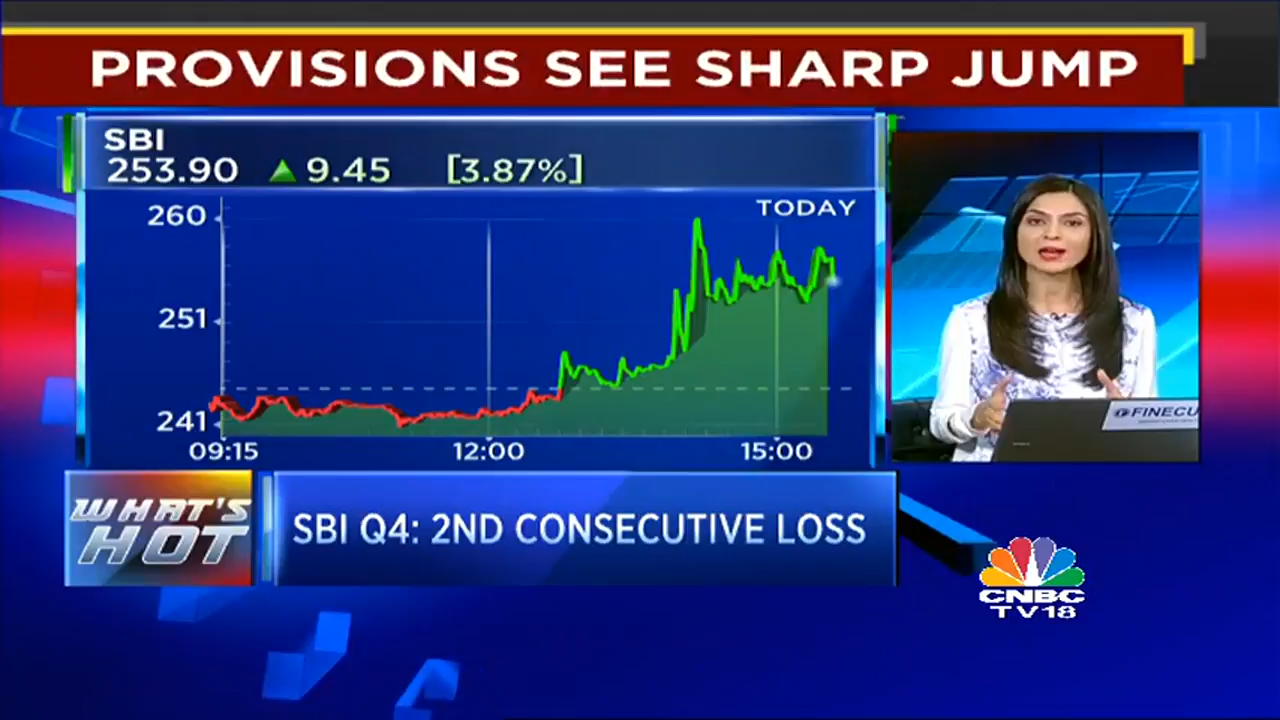 PROVISIONS SEE SHARP JUMP
SBI
253.90 ▲ 9.45 [3.87%]
TODAY
260
251
241
09:15 12:00 15:00
FINECU
WHAT'S
HOT
SBI Q4: 2ND CONSECUTIVE LOSS
CNBC
TV18